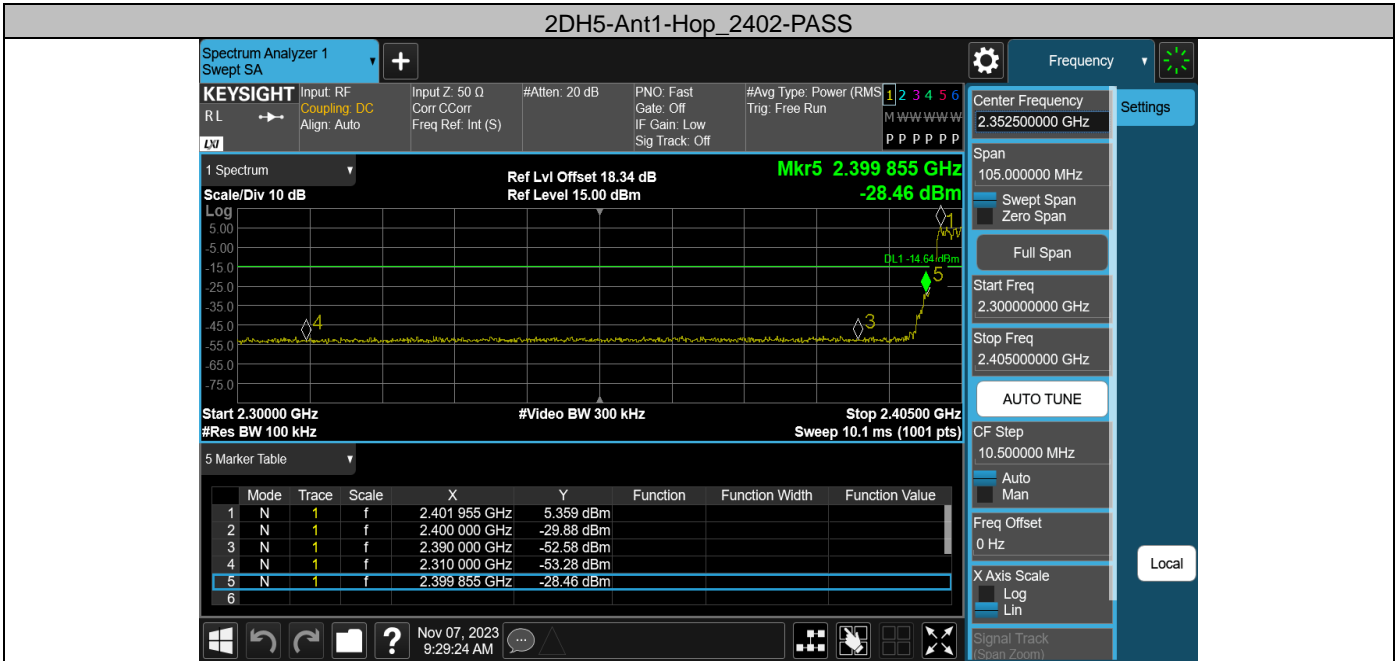 2DH5-Ant1-Hop_2402-PASS
Spectrum Analyzer 1
Swept SA
+
Frequency
KEYSIGHT
RL
LXI
Input: RF
Coupling: DC
Align: Auto
Input Z: 50 Ω
Corr CCorr
Freq Ref: Int (S)
#Atten: 20 dB
PNO: Fast
Gate: Off
IF Gain: Low
Sig Track: Off
#Avg Type: Power (RMS
Trig: Free Run
1 2 3 4 5 6
M W W W W W
P P P P P P
1 Spectrum
Scale/Div 10 dB
Ref Lvl Offset 18.34 dB
Ref Level 15.00 dBm
Mkr5 2.399 855 GHz
-28.46 dBm
Log
5.00
-5.00
-15.0
-25.0
-35.0
-45.0
-55.0
-65.0
-75.0
DL1 -14.64 dBm
1
5
4
3
Start 2.30000 GHz
#Video BW 300 kHz
Stop 2.40500 GHz
#Res BW 100 kHz
Sweep 10.1 ms (1001 pts)
5 Marker Table
Mode Trace Scale X Y Function Function Width Function Value
1 N 1 f 2.401 955 GHz 5.359 dBm
2 N 1 f 2.400 000 GHz -29.88 dBm
3 N 1 f 2.390 000 GHz -52.58 dBm
4 N 1 f 2.310 000 GHz -53.28 dBm
5 N 1 f 2.399 855 GHz -28.46 dBm
6
Nov 07, 2023
9:29:24 AM
?
Center Frequency
2.352500000 GHz
Settings
Span
105.000000 MHz
Swept Span
Zero Span
Full Span
Start Freq
2.300000000 GHz
Stop Freq
2.405000000 GHz
AUTO TUNE
CF Step
10.500000 MHz
Auto
Man
Freq Offset
0 Hz
Local
X Axis Scale
Log
Lin
Signal Track
(Span Zoom)